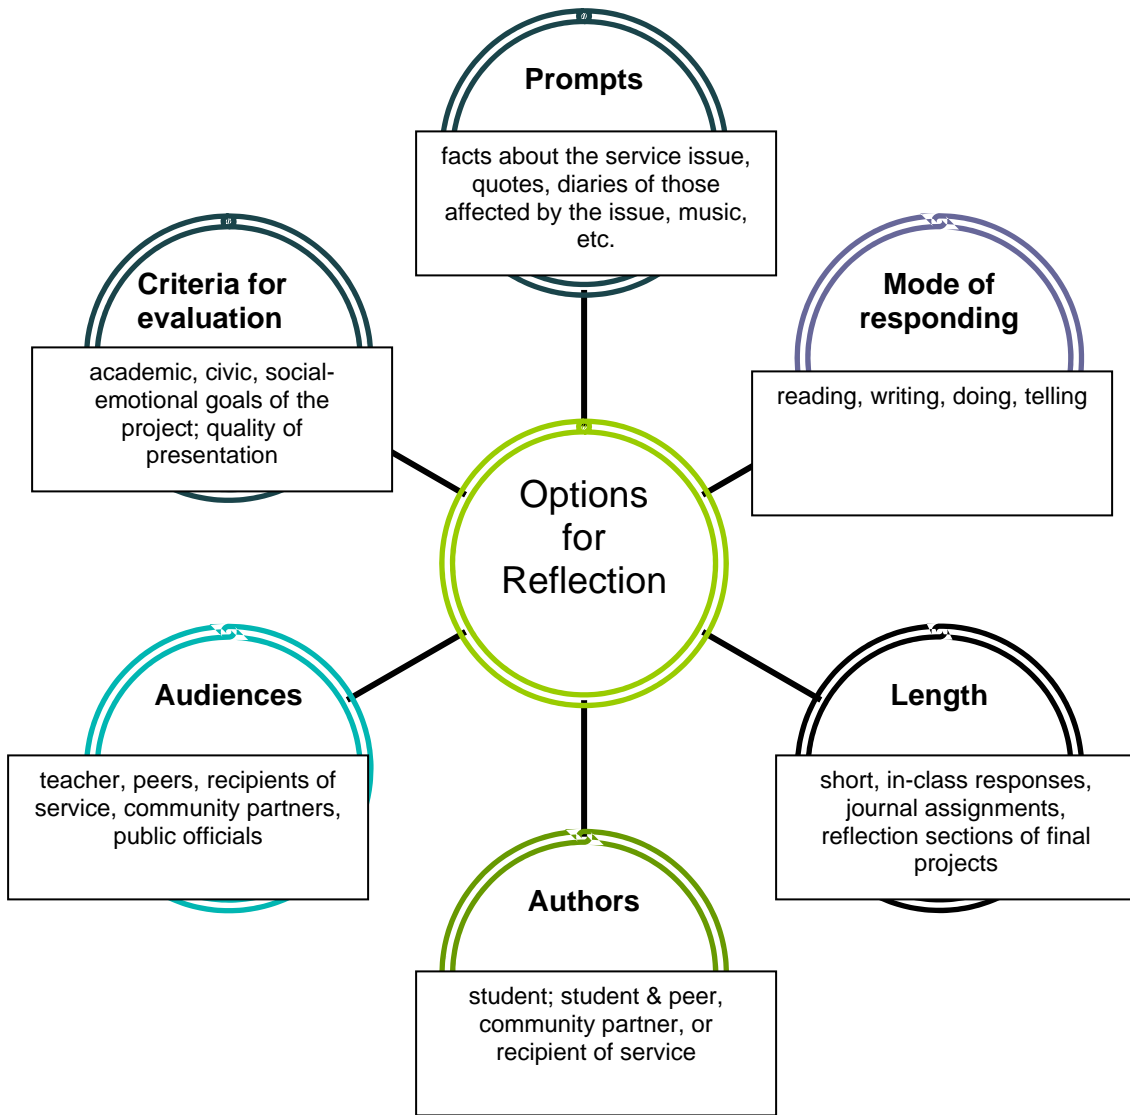 Prompts
facts about the service issue,
quotes, diaries of those
affected by the issue, music,
etc.
Criteria for
evaluation
academic, civic, social-
emotional goals of the
project; quality of
presentation
Mode of
responding
reading, writing, doing, telling
Options
for
Reflection
Audiences
teacher, peers, recipients of
service, community partners,
public officials
Length
short, in-class responses,
journal assignments,
reflection sections of final
projects
Authors
student; student & peer,
community partner, or
recipient of service